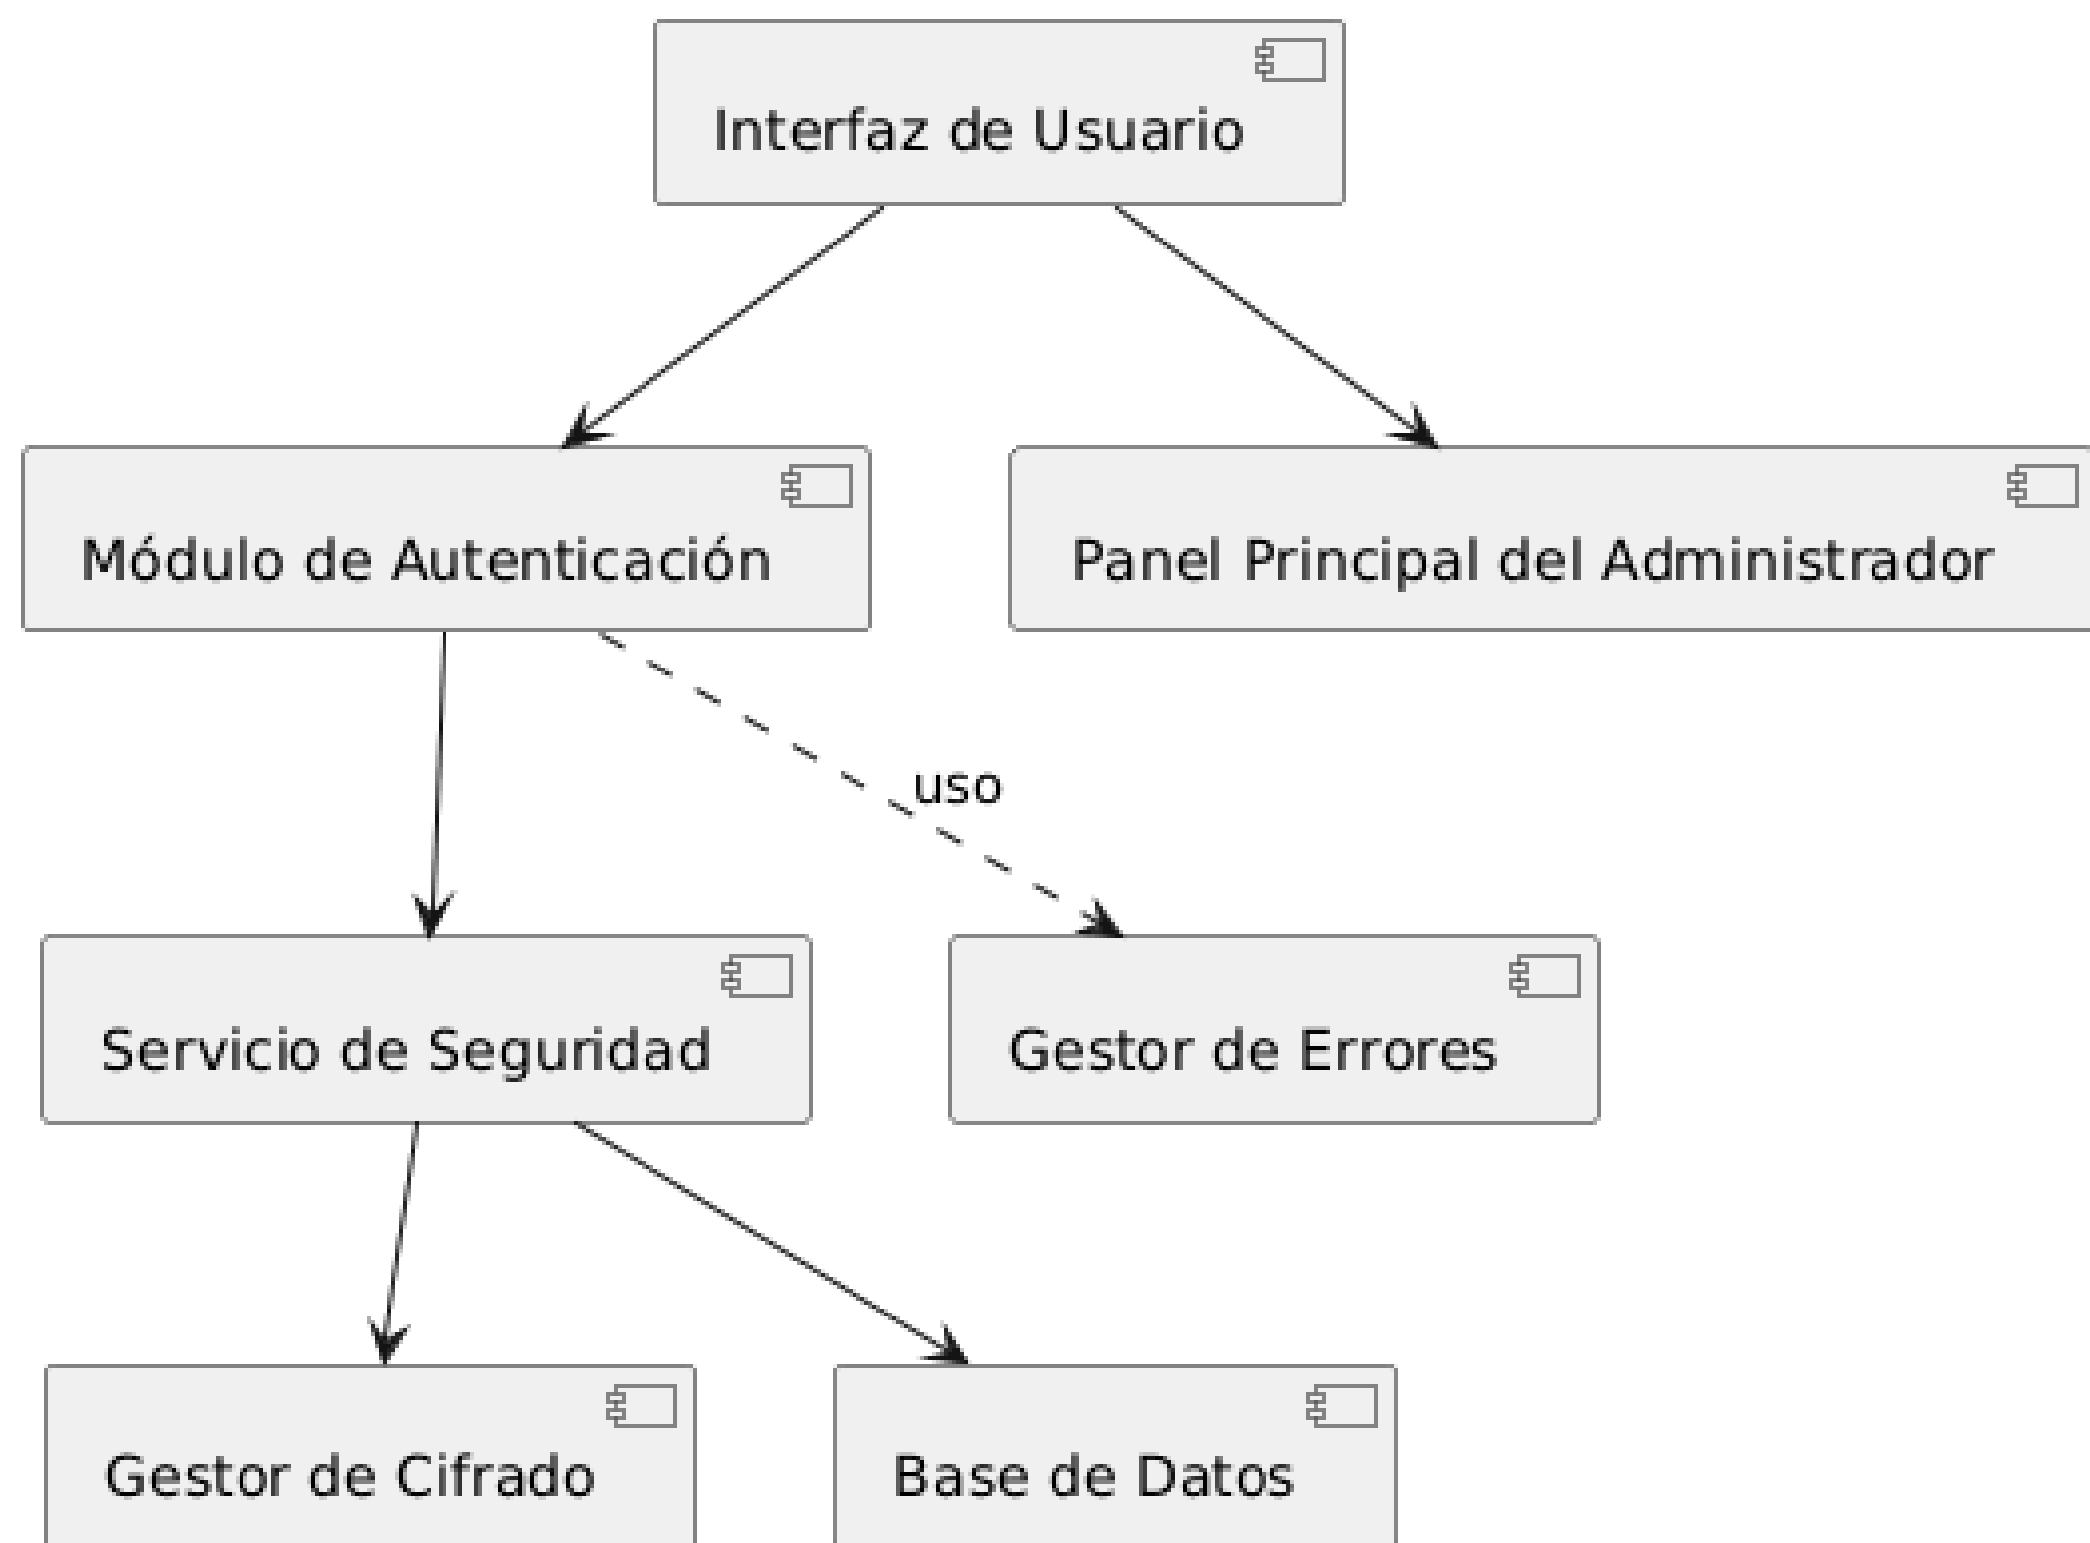 Interfaz de Usuario
Módulo de Autenticación
Panel Principal del Administrador
uso
Servicio de Seguridad
Gestor de Errores
Gestor de Cifrado
Base de Datos